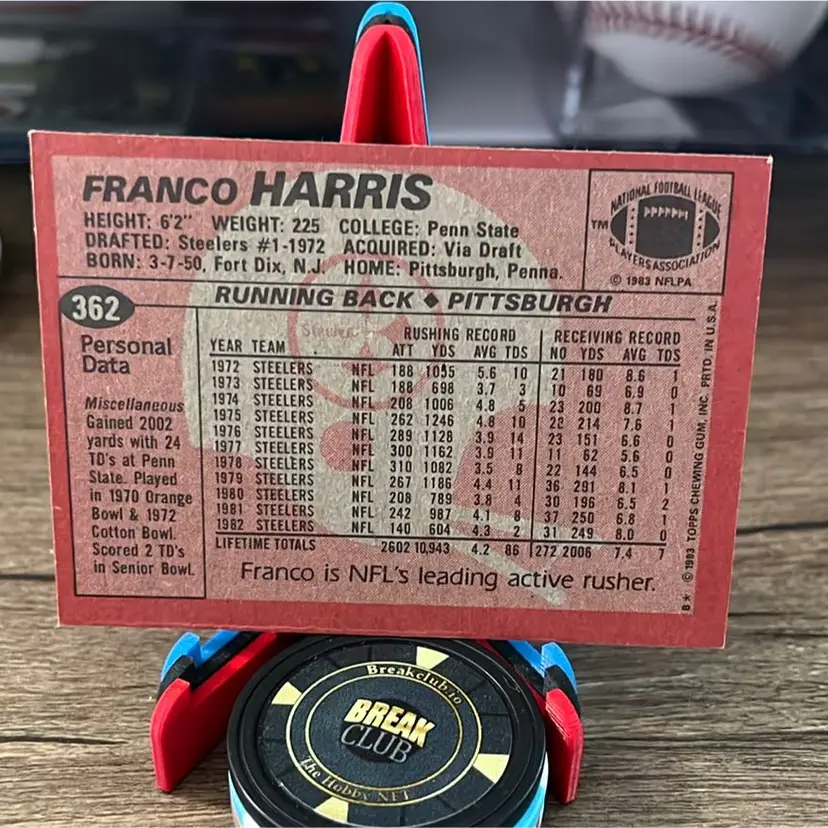 FRANCO HARRIS
HEIGHT: 6'2" WEIGHT: 225 COLLEGE: Penn State
DRAFTED: Steelers #1-1972 ACQUIRED: Via Draft
BORN: 3-7-50, Fort Dix, N.J. HOME: Pittsburgh, Penna.
NATIONAL FOOTBALL LEAGUE
TM
PLAYERS ASSOCIATION
© 1983 NFLPA
362
RUNNING BACK ◆ PITTSBURGH
Personal
Data
Miscellaneous
Gained 2002
yards with 24
TD's at Penn
State. Played
in 1970 Orange
Bowl & 1972
Cotton Bowl.
Scored 2 TD's
in Senior Bowl.
Steelers
RUSHING RECORD RECEIVING RECORD
YEAR TEAM ATT YDS AVG TDS NO YDS AVG TDS
1972 STEELERS NFL 188 1055 5.6 10 21 180 8.6 1
1973 STEELERS NFL 188 698 3.7 3 10 69 6.9 0
1974 STEELERS NFL 208 1006 4.8 5 23 200 8.7 1
1975 STEELERS NFL 262 1246 4.8 10 22 214 7.6 1
1976 STEELERS NFL 289 1128 3.9 14 23 151 6.6 0
1977 STEELERS NFL 300 1162 3.9 11 11 62 5.6 0
1978 STEELERS NFL 310 1082 3.5 8 22 144 6.5 0
1979 STEELERS NFL 267 1186 4.4 11 36 291 8.1 1
1980 STEELERS NFL 208 789 3.8 4 30 196 6.5 2
1981 STEELERS NFL 242 987 4.1 8 37 250 6.8 1
1982 STEELERS NFL 140 604 4.3 2 31 249 8.0 0
LIFETIME TOTALS 2602 10,943 4.2 86 272 2006 7.4 7
Franco is NFL's leading active rusher.
B* © 1983 TOPPS CHEWING GUM, INC. PRTD. IN U.S.A.
Breakclub.io
BREAK
CLUB
The Hobby NFT